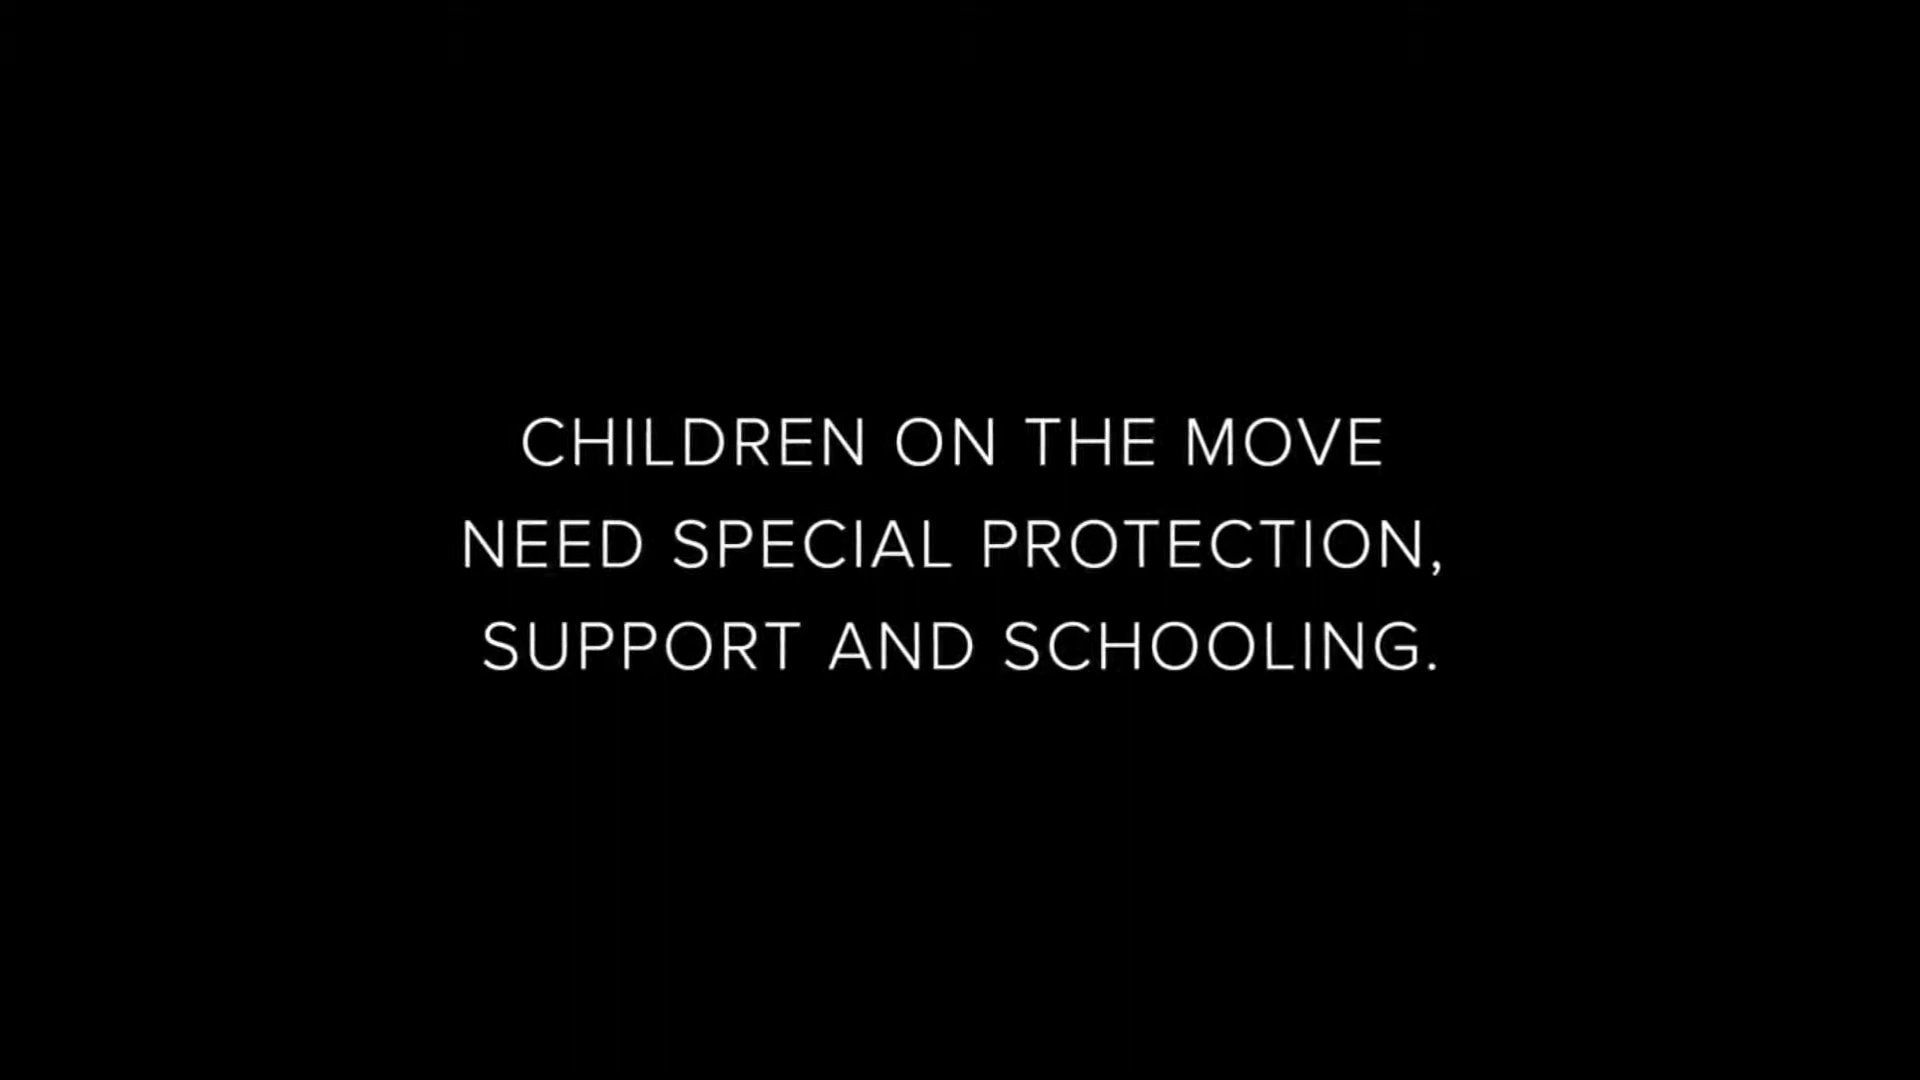 CHILDREN ON THE MOVE
NEED SPECIAL PROTECTION,
SUPPORT AND SCHOOLING.